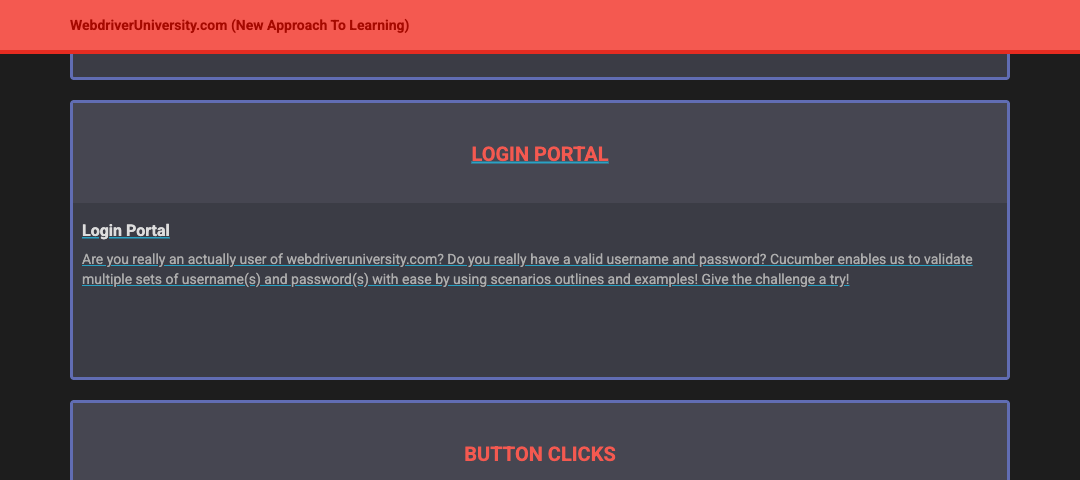 WebdriverUniversity.com (New Approach To Learning)
LOGIN PORTAL
Login Portal
Are you really an actually user of webdriveruniversity.com? Do you really have a valid username and password? Cucumber enables us to validate
multiple sets of username(s) and password(s) with ease by using scenarios outlines and examples! Give the challenge a try!
BUTTON CLICKS